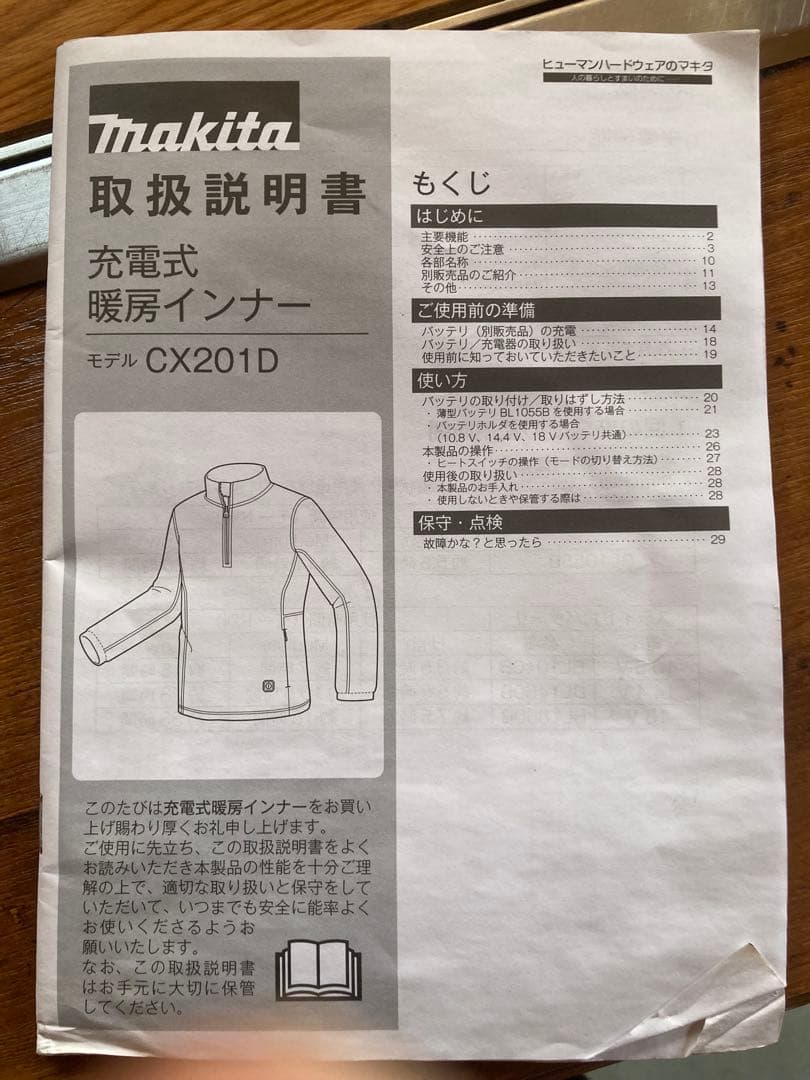 ヒューマンハードウェアのマキタ
人の暮らしとすまいのために
makita
取扱説明書
充電式
暖房インナー
モデル CX201D
このたびは充電式暖房インナーをお買い
上げ賜わり厚くお礼申し上げます。
ご使用に先立ち、この取扱説明書をよく
お読みいただき本製品の性能を十分ご理
解の上で、適切な取り扱いと保守をして
いただいて、いつまでも安全に能率よく
お使いくださるようお
願いいたします。
なお、この取扱説明書
はお手元に大切に保管
してください。
もくじ
はじめに
主要機能 ・・・・・・・・・・ 2
安全上のご注意 ・・・・・・・・・・ 3
各部名称 ・・・・・・・・・・ 10
別販売品のご紹介 ・・・・・・・・・・ 11
その他 ・・・・・・・・・・ 13
ご使用前の準備
バッテリ（別販売品）の充電 ・・・・・・・・・・ 14
バッテリ／充電器の取り扱い ・・・・・・・・・・ 18
使用前に知っておいていただきたいこと ・・・・・・・・・・ 19
使い方
バッテリの取り付け／取りはずし方法 ・・・・・・・・・・ 20
・薄型バッテリ BL1055B を使用する場合 ・・・・・・・・・・ 21
・バッテリホルダを使用する場合
（10.8 V、14.4 V、18 V バッテリ共通） ・・・・・・・・・・ 23
本製品の操作 ・・・・・・・・・・ 26
・ヒートスイッチの操作（モードの切り替え方法） ・・・・・・・・・・ 27
使用後の取り扱い ・・・・・・・・・・ 28
・本製品のお手入れ ・・・・・・・・・・ 28
・使用しないときや保管する際は ・・・・・・・・・・ 28
保守・点検
故障かな？と思ったら ・・・・・・・・・・ 29